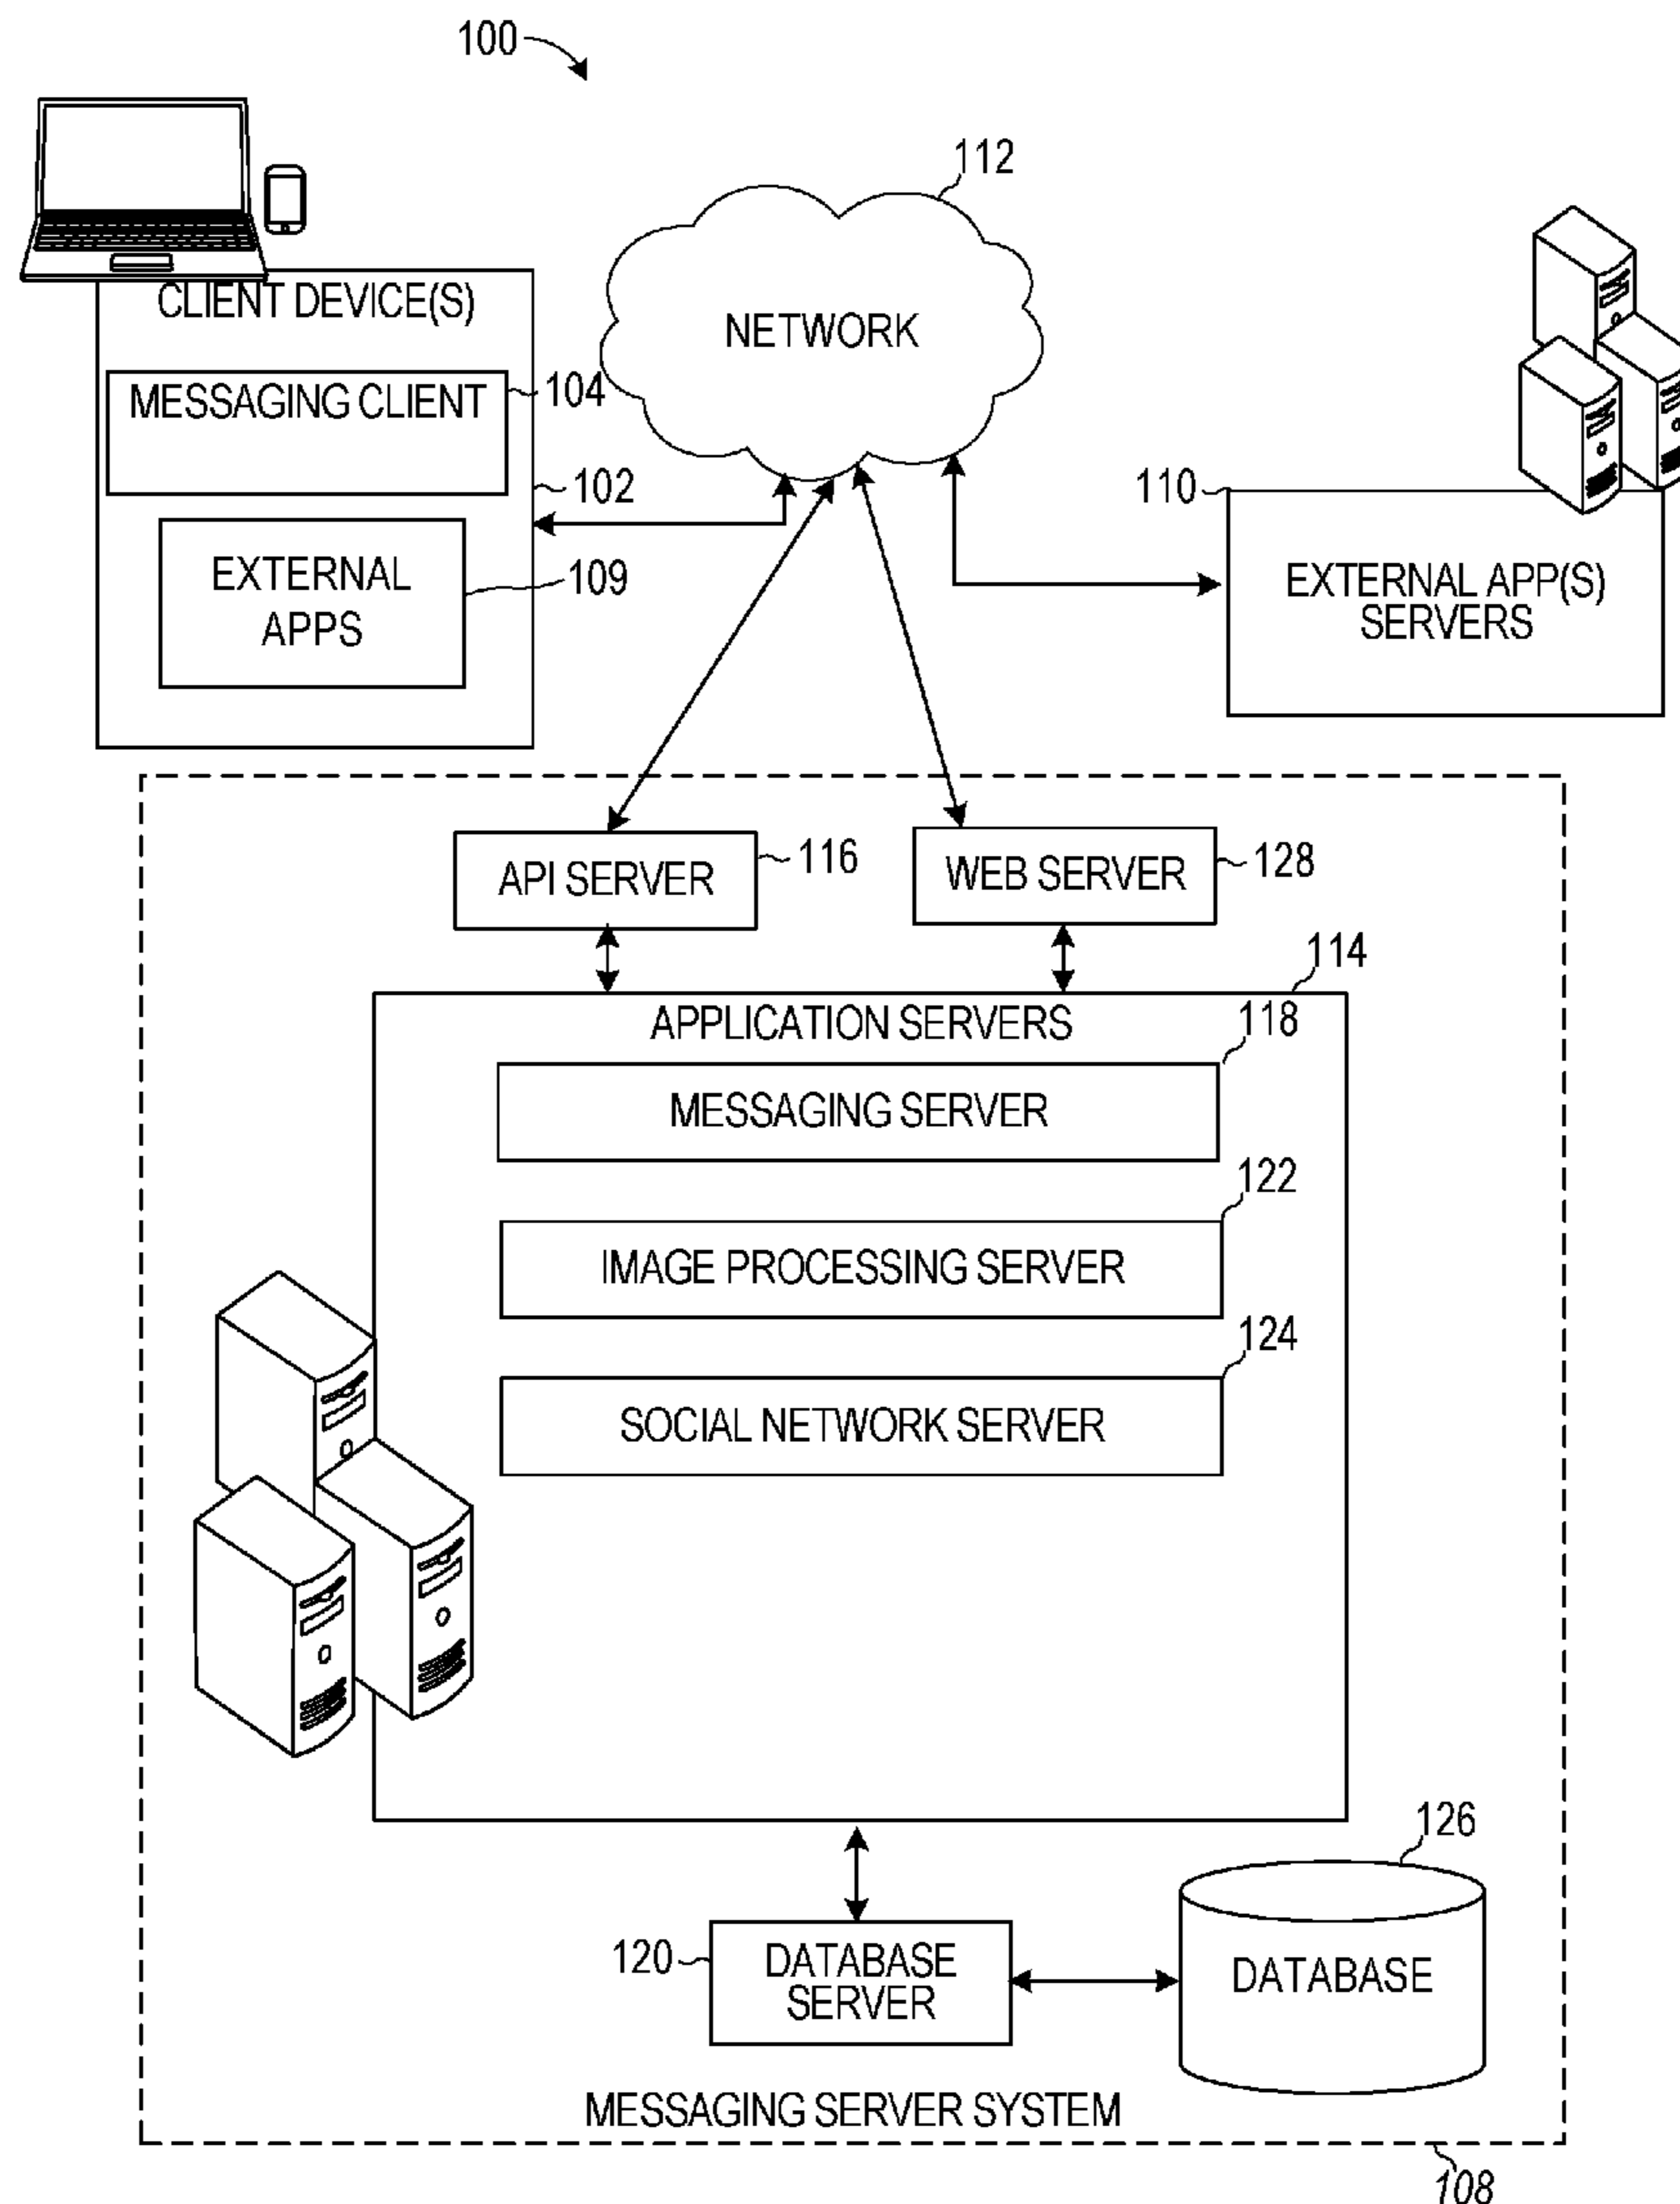 100
112
CLIENT DEVICE(S)
NETWORK
MESSAGING CLIENT
104
102
110
EXTERNAL
APPS
109
EXTERNAL APP(S)
SERVERS
API SERVER
116
WEB SERVER
128
114
APPLICATION SERVERS
118
MESSAGING SERVER
122
IMAGE PROCESSING SERVER
124
SOCIAL NETWORK SERVER
126
120
DATABASE
SERVER
DATABASE
MESSAGING SERVER SYSTEM
108